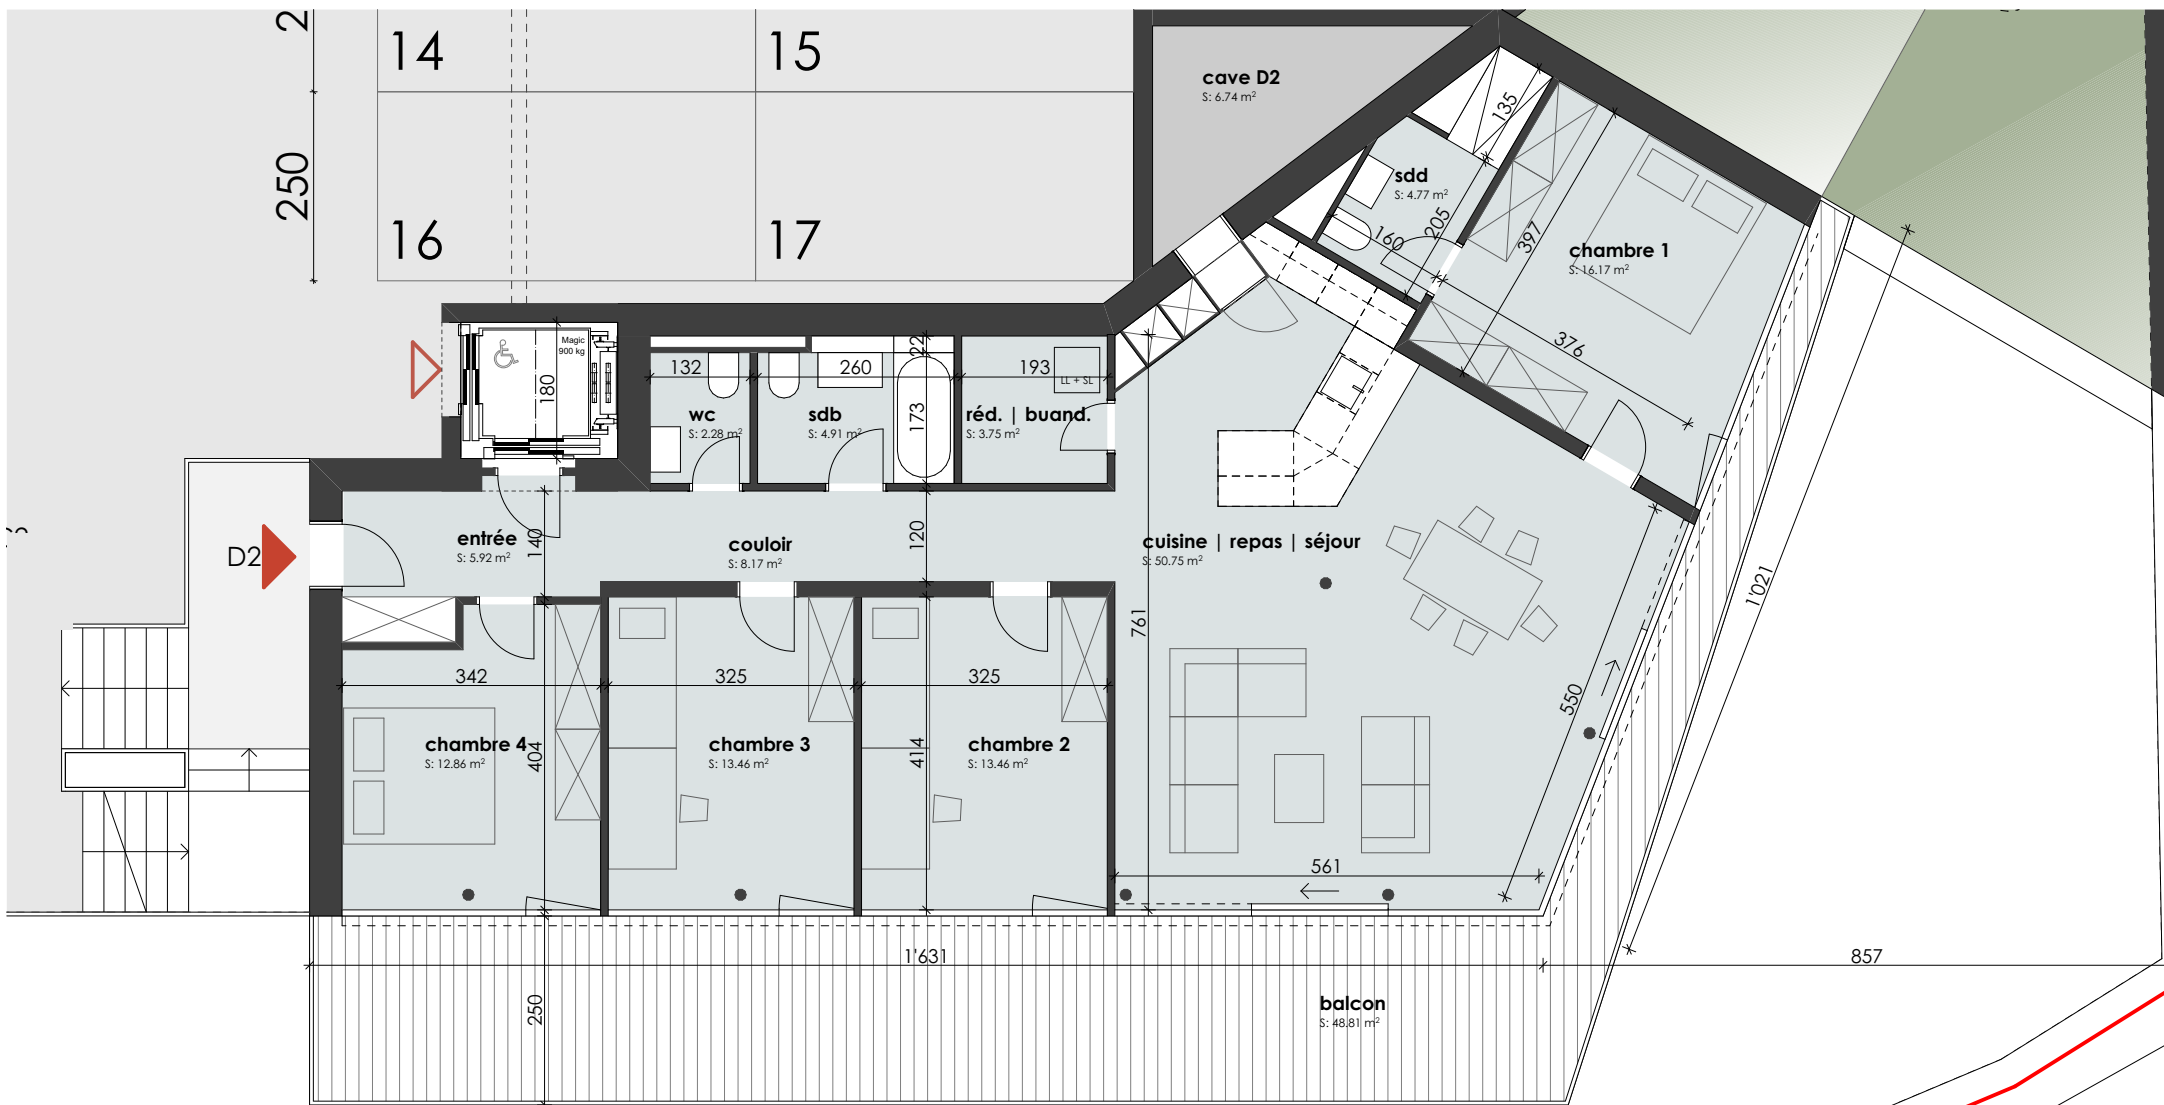 2
14
15
250
16
17
cave D2
S: 6.74 m²
135
sdd
S: 4.77 m²
205
160
397
chambre 1
S: 16.17 m²
376
Magic
900 kg
180
132
260
22
193
LL + SL
173
wc
S: 2.28 m²
sdb
S: 4.91 m²
réd. | buand.
S: 3.75 m²
D2
entrée
S: 5.92 m²
140
couloir
S: 8.17 m²
120
cuisine | repas | séjour
S: 50.75 m²
761
1'021
550
342
325
325
chambre 4
S: 12.86 m²
404
chambre 3
S: 13.46 m²
414
chambre 2
S: 13.46 m²
561
1'631
857
250
balcon
S: 48.81 m²